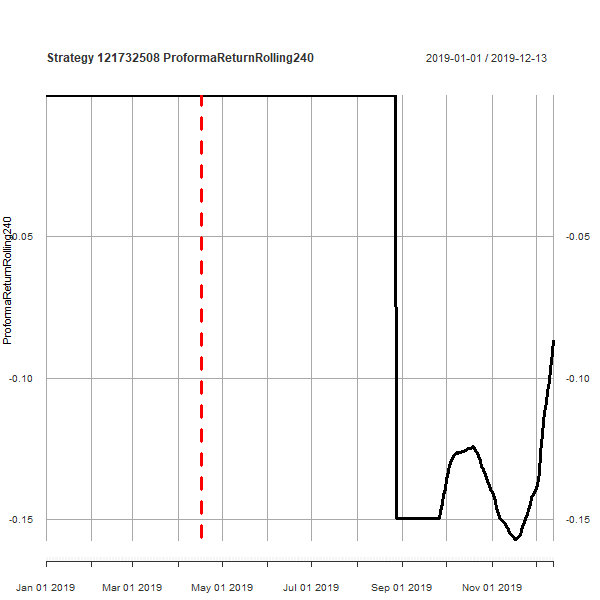 Strategy 121732508 ProformaReturnRolling240
2019-01-01 / 2019-12-13
ProformaReturnRolling240
-0.05
-0.05
-0.10
-0.10
-0.15
-0.15
Jan 01 2019
Mar 01 2019
May 01 2019
Jul 01 2019
Sep 01 2019
Nov 01 2019